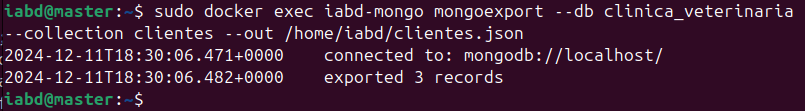 iabd@master:~$ sudo docker exec iabd-mongo mongoexport --db clinica_veterinaria
--collection clientes --out /home/iabd/clientes.json
2024-12-11T18:30:06.471+0000    connected to: mongodb://localhost/
2024-12-11T18:30:06.482+0000    exported 3 records
iabd@master:~$